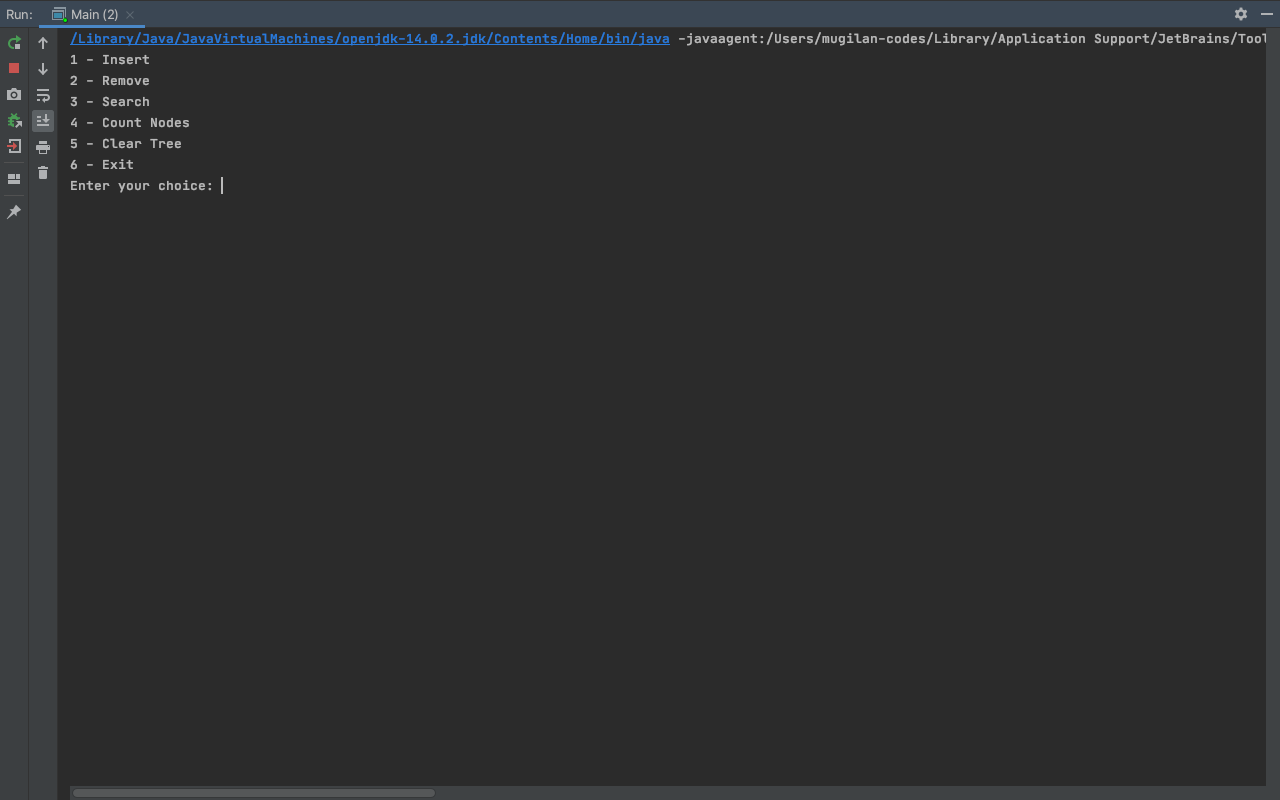 Run: Main (2)
/Library/Java/JavaVirtualMachines/openjdk-14.0.2.jdk/Contents/Home/bin/java -javaagent:/Users/mugilan-codes/Library/Application Support/JetBrains/Tool
1 - Insert
2 - Remove
3 - Search
4 - Count Nodes
5 - Clear Tree
6 - Exit
Enter your choice: